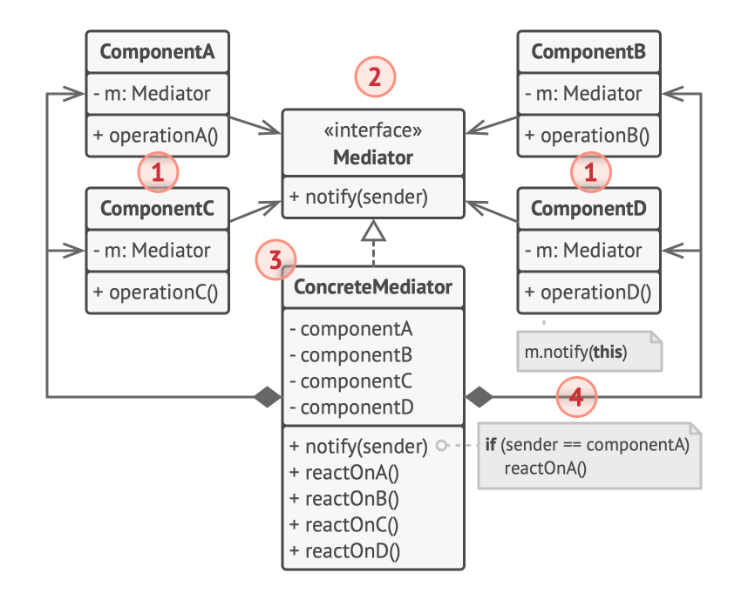 ComponentA
- m: Mediator
+ operationA()
1
ComponentC
- m: Mediator
+ operationC()
2
«interface»
Mediator
+ notify(sender)
3
ConcreteMediator
- componentA
- componentB
- componentC
- componentD
+ notify(sender)
+ reactOnA()
+ reactOnB()
+ reactOnC()
+ reactOnD()
ComponentB
- m: Mediator
+ operationB()
1
ComponentD
- m: Mediator
+ operationD()
m.notify(this)
4
if (sender == componentA)
reactOnA()